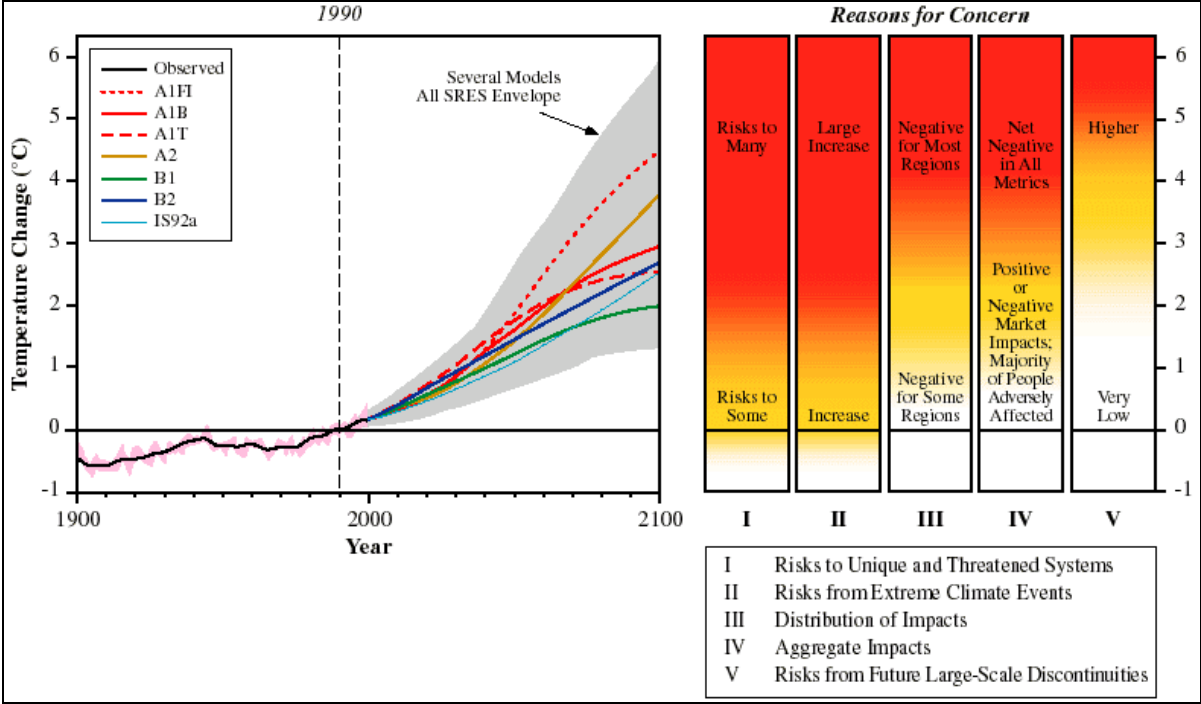 1990
6
5
4
3
2
1
0
-1
Temperature Change (°C)
Observed
A1FI
A1B
A1T
A2
B1
B2
IS92a
Several Models
All SRES Envelope
1900
2000
2100
Year
Reasons for Concern
Risks to
Many
Risks to
Some
Large
Increase
Increase
Negative
for Most
Regions
Negative
for Some
Regions
Net
Negative
in All
Metrics
Positive
or
Negative
Market
Impacts;
Majority
of People
Adversely
Affected
Higher
Very
Low
6
5
4
3
2
1
0
-1
I
II
III
IV
V
I Risks to Unique and Threatened Systems
II Risks from Extreme Climate Events
III Distribution of Impacts
IV Aggregate Impacts
V Risks from Future Large-Scale Discontinuities